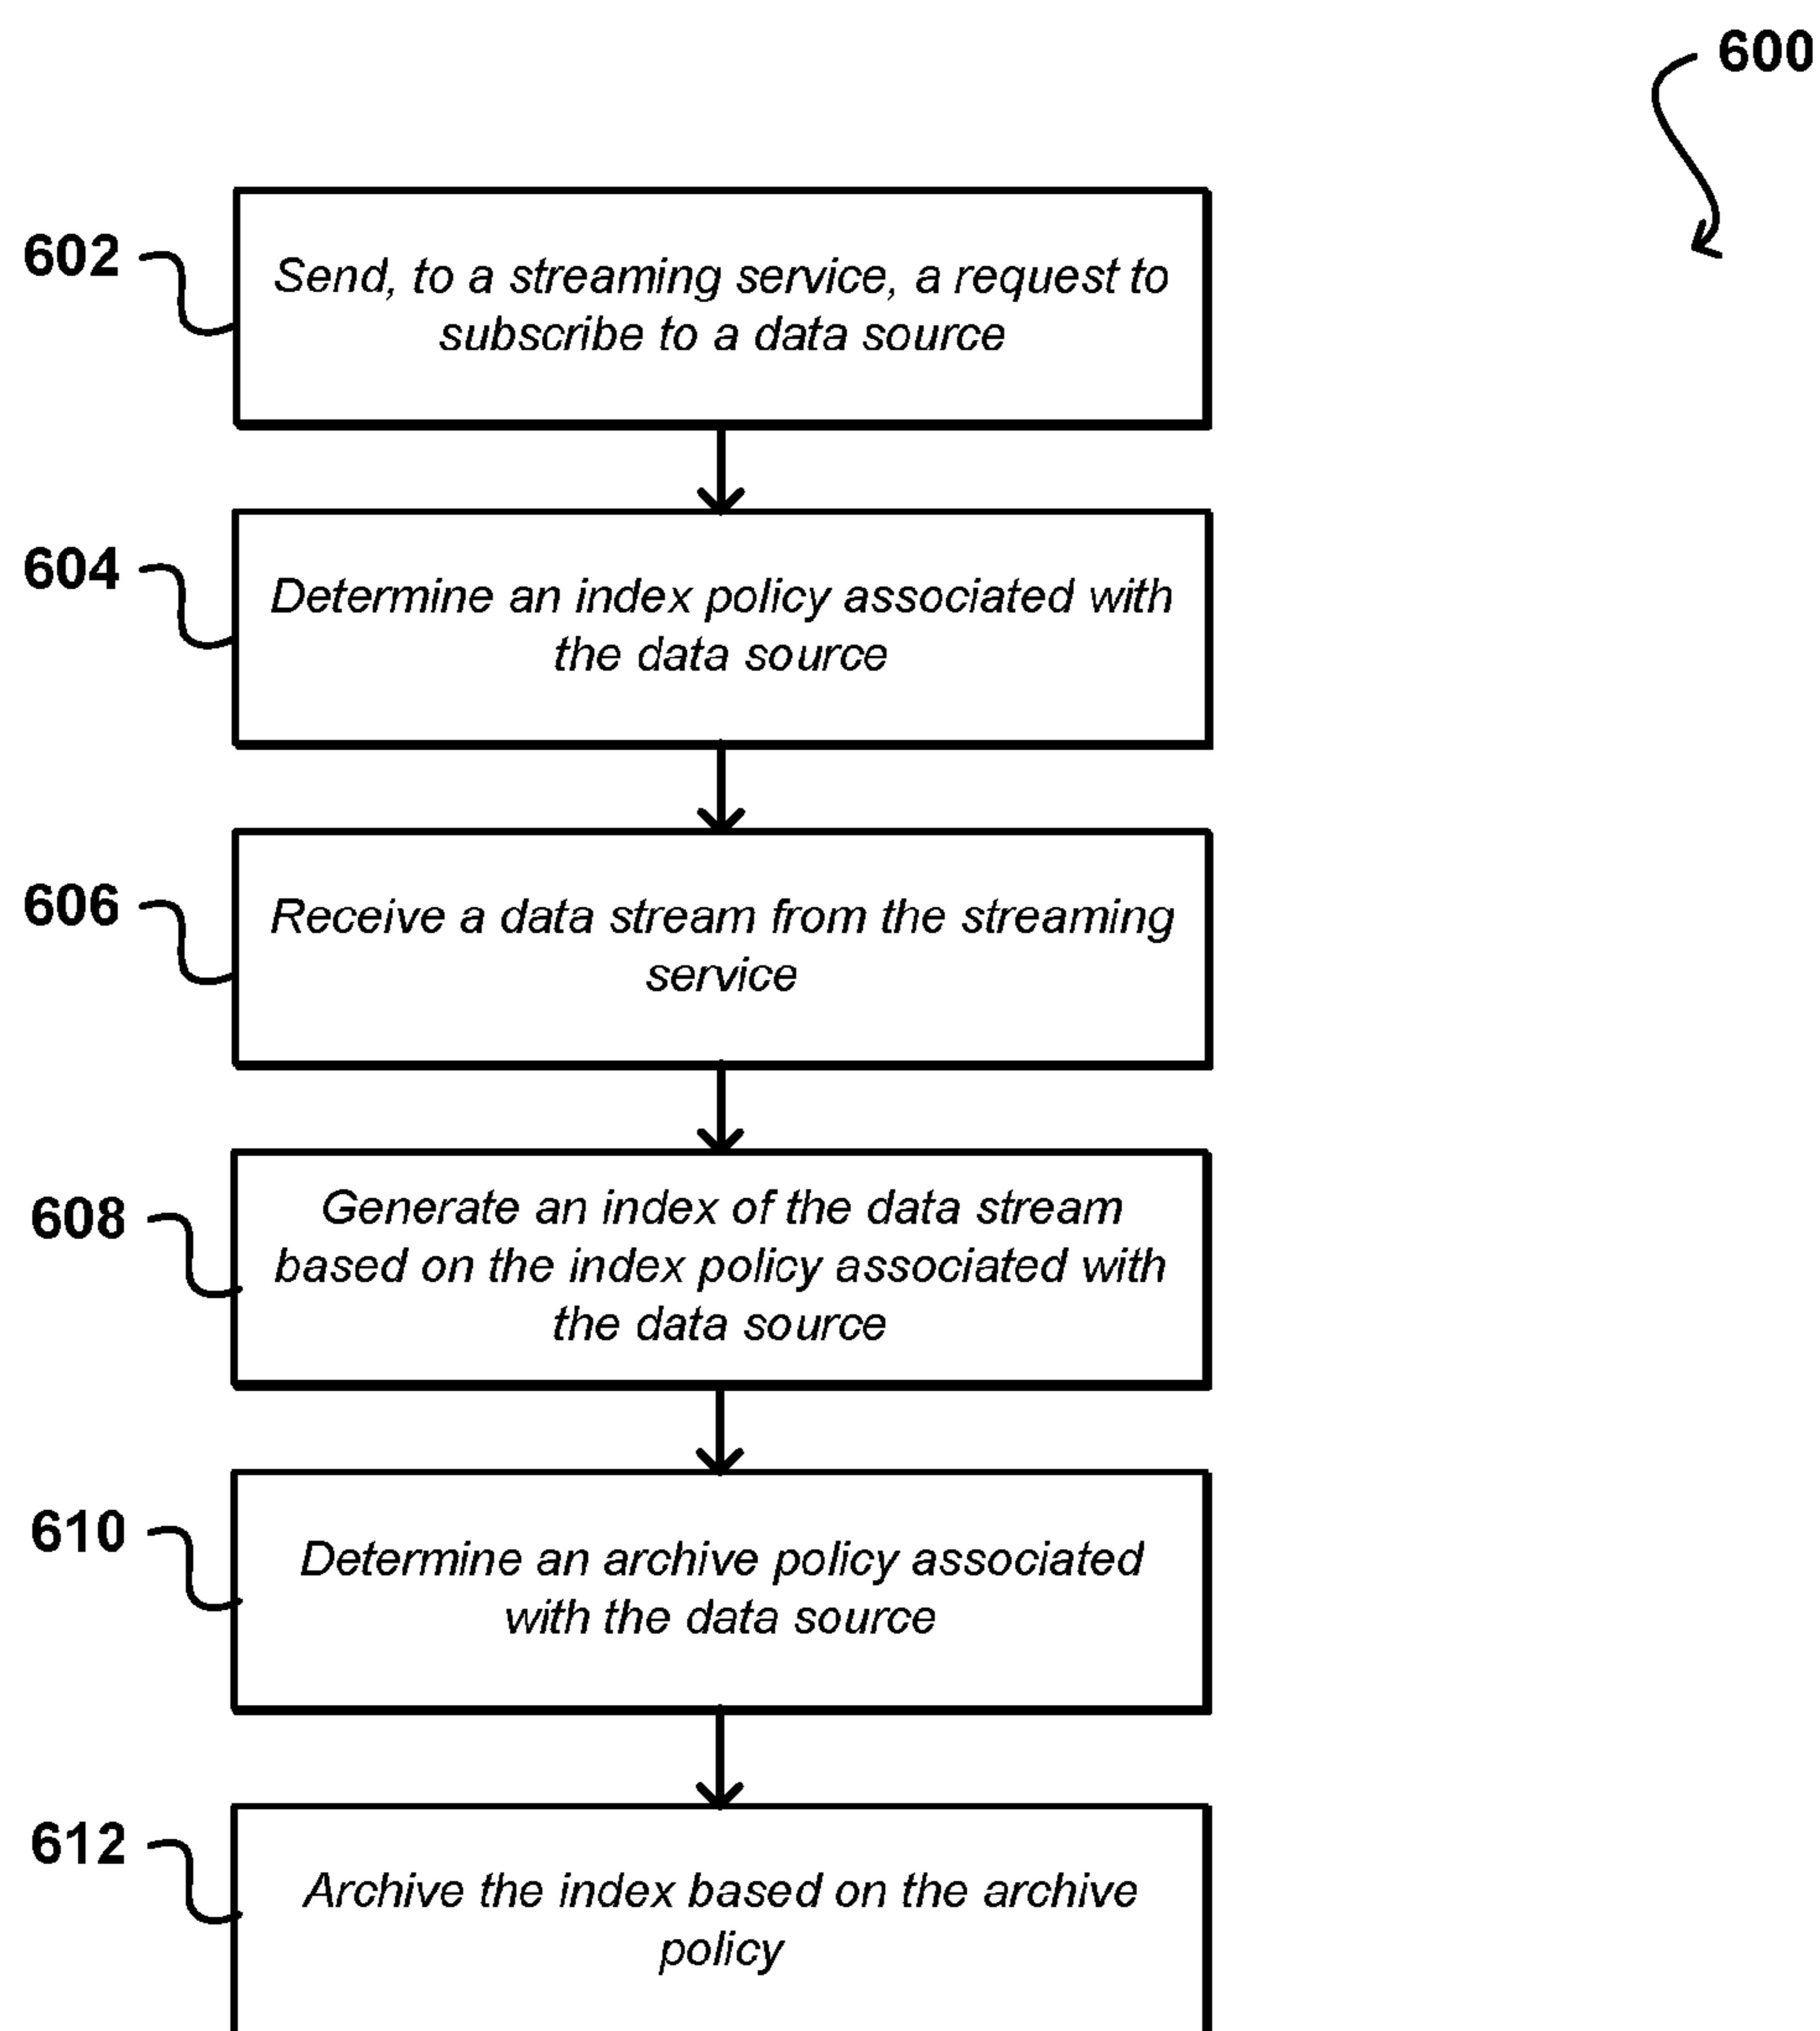 600
602
Send, to a streaming service, a request to
subscribe to a data source
604
Determine an index policy associated with
the data source
606
Receive a data stream from the streaming
service
608
Generate an index of the data stream
based on the index policy associated with
the data source
610
Determine an archive policy associated
with the data source
612
Archive the index based on the archive
policy